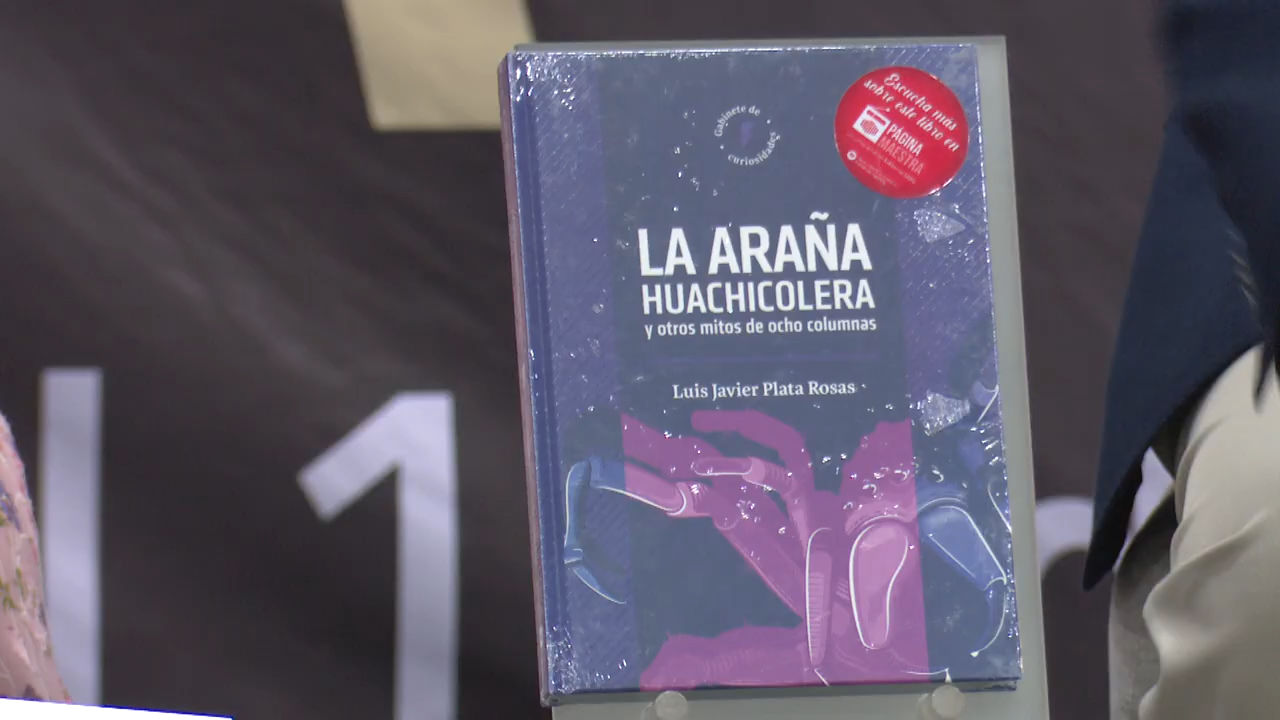 Gabinete de
curiosidades
Escucha más
sobre este libro en
PÁGINA
MAESTRA
LA ARAÑA
HUACHICOLERA
y otros mitos de ocho columnas
Luis Javier Plata Rosas
1